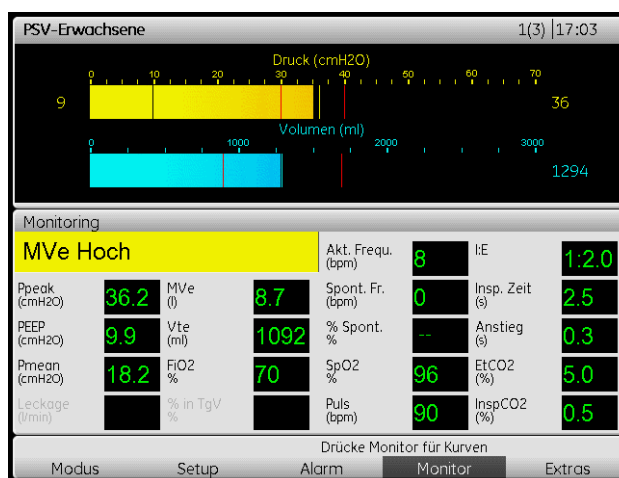 PSV-Erwachsene 1(3) 17:03
Druck (cmH2O)
0 10 20 30 40 50 60 70
9 36
Volumen (ml)
0 1000 2000 3000
1294
Monitoring
MVe Hoch
Akt. Frequ. (bpm) 8 I:E 1:2.0
Ppeak (cmH2O) 36.2 MVe (l) 8.7 Spont. Fr. (bpm) 0 Insp. Zeit (s) 2.5
PEEP (cmH2O) 9.9 Vte (ml) 1092 % Spont. % -- Anstieg (s) 0.3
Pmean (cmH2O) 18.2 FiO2 % 70 SpO2 % 96 EtCO2 (%) 5.0
Leckage (l/min) % in TgV % Puls (bpm) 90 InspCO2 (%) 0.5
Drücke Monitor für Kurven
Modus Setup Alarm Monitor Extras